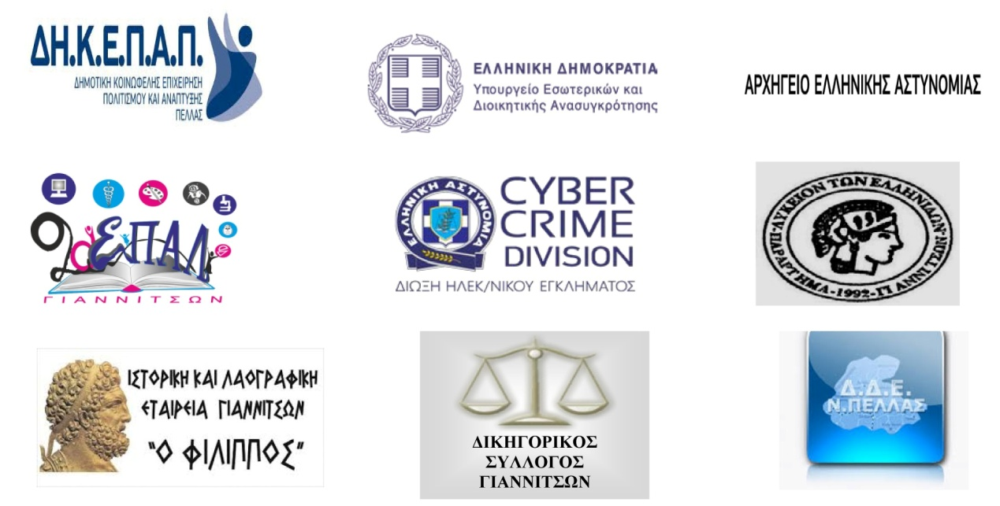 ΔΗ.Κ.Ε.Π.Α.Π.
ΔΗΜΟΤΙΚΗ ΚΟΙΝΩΦΕΛΗΣ ΕΠΙΧΕΙΡΗΣΗ
ΠΟΛΙΤΙΣΜΟΥ ΚΑΙ ΑΝΑΠΤΥΞΗΣ
ΠΕΛΛΑΣ
ΕΛΛΗΝΙΚΗ ΔΗΜΟΚΡΑΤΙΑ
Υπουργείο Εσωτερικών και
Διοικητικής Ανασυγκρότησης
ΑΡΧΗΓΕΙΟ ΕΛΛΗΝΙΚΗΣ ΑΣΤΥΝΟΜΙΑΣ
2ο ΕΠΑΛ
ΓΙΑΝΝΙΤΣΩΝ
ΕΛΛΗΝΙΚΗ ΑΣΤΥΝΟΜΙΑ
CYBER
CRIME
DIVISION
ΔΙΩΞΗ ΗΛΕΚ/ΝΙΚΟΥ ΕΓΚΛΗΜΑΤΟΣ
ΛΥΚΕΙΟΝ ΤΩΝ ΕΛΛΗΝΙΔΩΝ
ΠΑΡΑΡΤΗΜΑ -1992- ΓΙΑΝΝΙΤΣΩΝ
ΙΣΤΟΡΙΚΗ ΚΑΙ ΛΑΟΓΡΑΦΙΚΗ
ΕΤΑΙΡΕΙΑ ΓΙΑΝΝΙΤΣΩΝ
"Ο ΦΙΛΙΠΠΟΣ"
ΔΙΚΗΓΟΡΙΚΟΣ
ΣΥΛΛΟΓΟΣ
ΓΙΑΝΝΙΤΣΩΝ
Δ.Δ.Ε.
Ν.ΠΕΛΛΑΣ